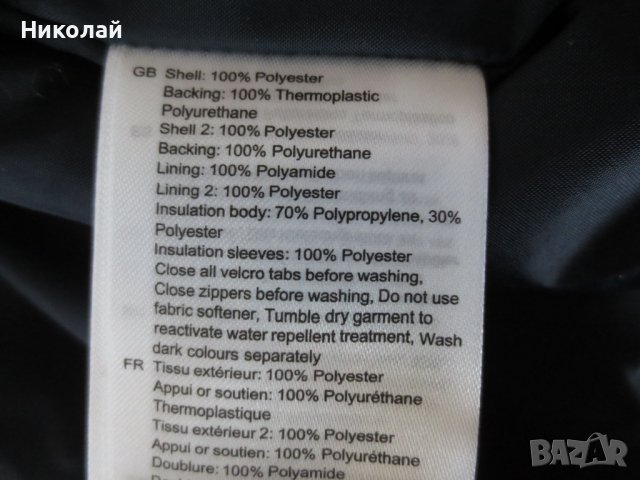 Николай
GB Shell: 100% Polyester
Backing: 100% Thermoplastic
Polyurethane
Shell 2: 100% Polyester
Backing: 100% Polyurethane
Lining: 100% Polyamide
Lining 2: 100% Polyester
Insulation body: 70% Polypropylene, 30%
Polyester
Insulation sleeves: 100% Polyester
Close all velcro tabs before washing,
Close zippers before washing, Do not use
fabric softener, Tumble dry garment to
reactivate water repellent treatment, Wash
dark colours separately
FR Tissu extérieur: 100% Polyester
Appui or soutien: 100% Polyuréthane
Thermoplastique
Tissu extérieur 2: 100% Polyester
Appui or soutien: 100% Polyuréthane
Doublure: 100% Polyamide
BAZAR